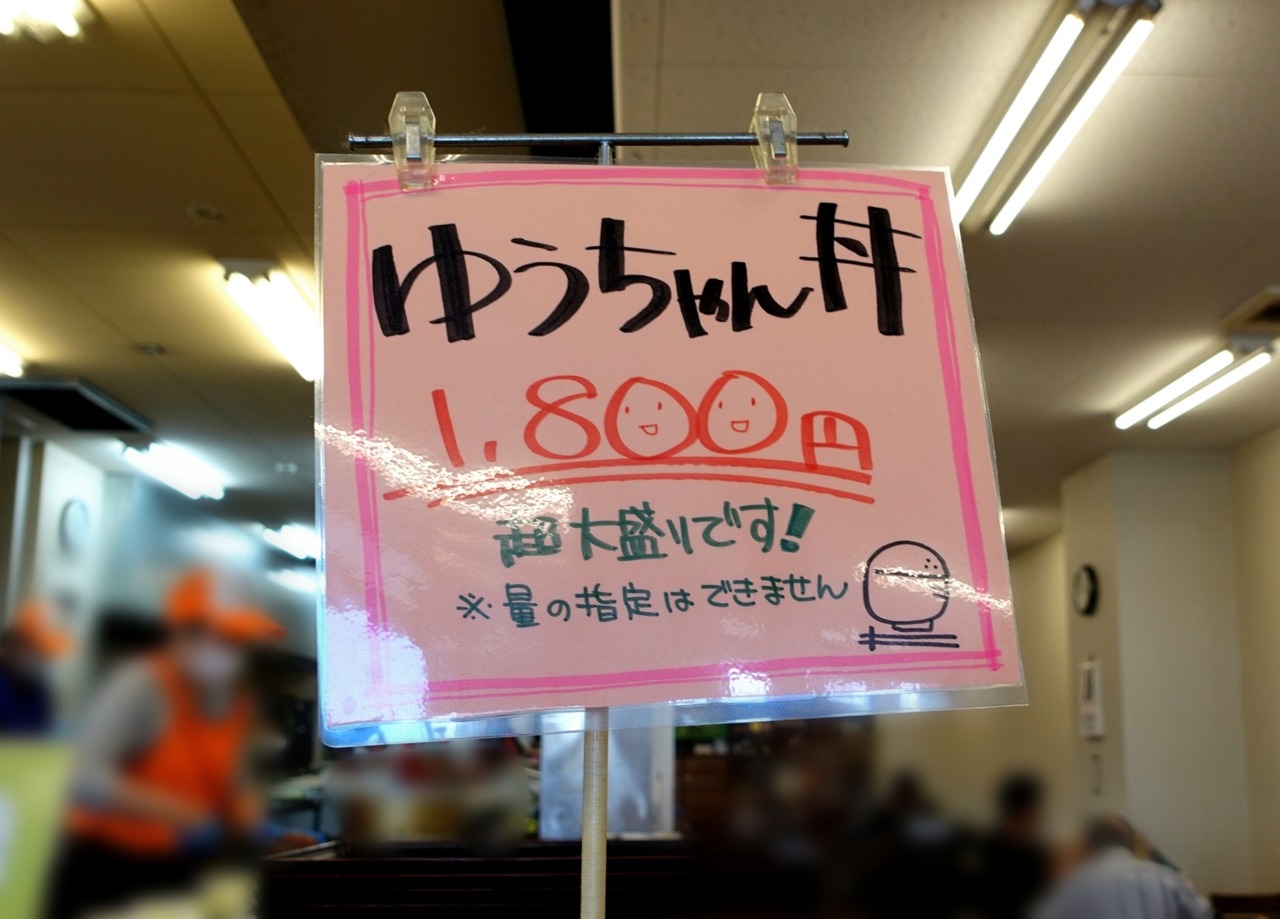 ゆうちゃん丼
1,800円
超大盛りです!
※量の指定はできません